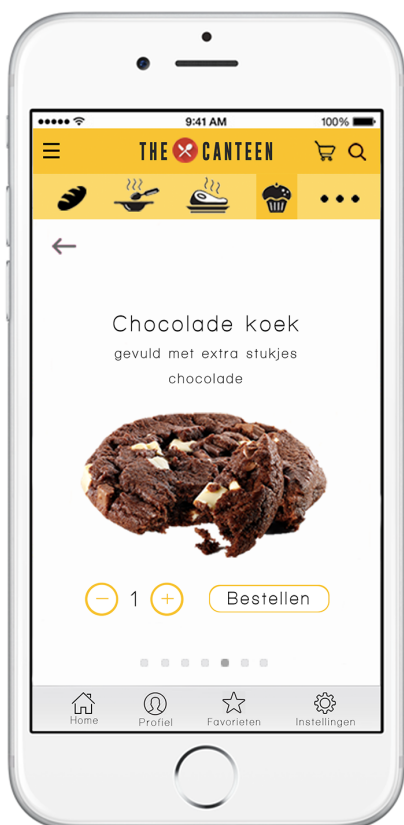 9:41 AM
100%
THE CANTEEN
Chocolade koek
gevuld met extra stukjes
chocolade
1
Bestellen
Home
Profiel
Favorieten
Instellingen